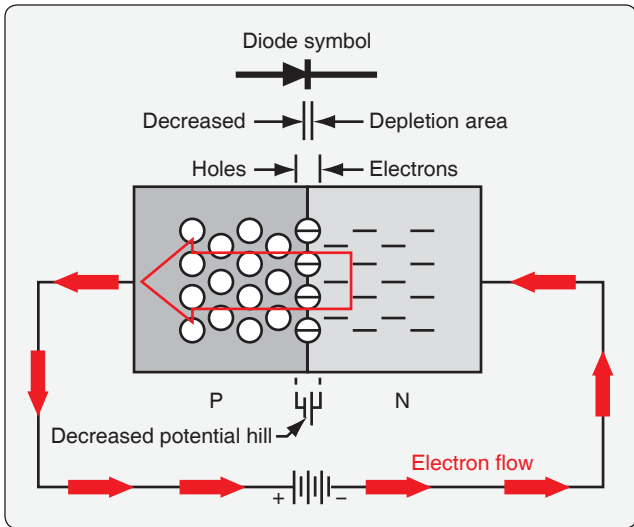 Diode symbol
Decreased Depletion area
Holes Electrons
P N
Decreased potential hill
Electron flow
+ −